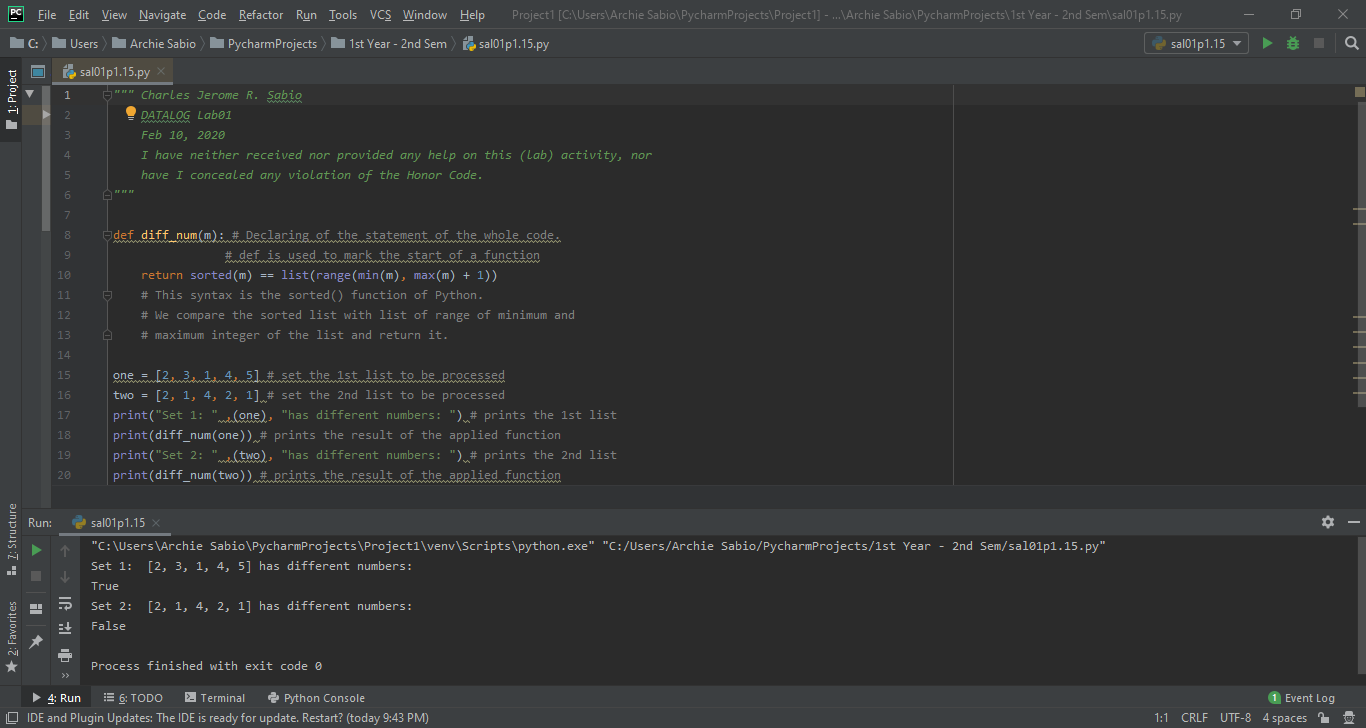 PC File Edit View Navigate Code Refactor Run Tools VCS Window Help Project1 [C:\Users\Archie Sabio\PycharmProjects\Project1] - ...\Archie Sabio\PycharmProjects\1st Year - 2nd Sem\sal01p1.15.py
C: Users Archie Sabio PycharmProjects 1st Year - 2nd Sem sal01p1.15.py sal01p1.15
1: Project
sal01p1.15.py
1 """ Charles Jerome R. Sabio
2 DATALOG Lab01
3 Feb 10, 2020
4 I have neither received nor provided any help on this (lab) activity, nor
5 have I concealed any violation of the Honor Code.
6 """
7
8 def diff_num(m): # Declaring of the statement of the whole code.
9 # def is used to mark the start of a function
10 return sorted(m) == list(range(min(m), max(m) + 1))
11 # This syntax is the sorted() function of Python.
12 # We compare the sorted list with list of range of minimum and
13 # maximum integer of the list and return it.
14
15 one = [2, 3, 1, 4, 5] # set the 1st list to be processed
16 two = [2, 1, 4, 2, 1] # set the 2nd list to be processed
17 print("Set 1: " ,(one), "has different numbers: ") # prints the 1st list
18 print(diff_num(one)) # prints the result of the applied function
19 print("Set 2: " ,(two), "has different numbers: ") # prints the 2nd list
20 print(diff_num(two)) # prints the result of the applied function
7: Structure
2: Favorites
Run: sal01p1.15
"C:\Users\Archie Sabio\PycharmProjects\Project1\venv\Scripts\python.exe" "C:/Users/Archie Sabio/PycharmProjects/1st Year - 2nd Sem/sal01p1.15.py"
Set 1:  [2, 3, 1, 4, 5] has different numbers:
True
Set 2:  [2, 1, 4, 2, 1] has different numbers:
False
Process finished with exit code 0
4: Run 6: TODO Terminal Python Console 1 Event Log
IDE and Plugin Updates: The IDE is ready for update. Restart? (today 9:43 PM) 1:1 CRLF UTF-8 4 spaces